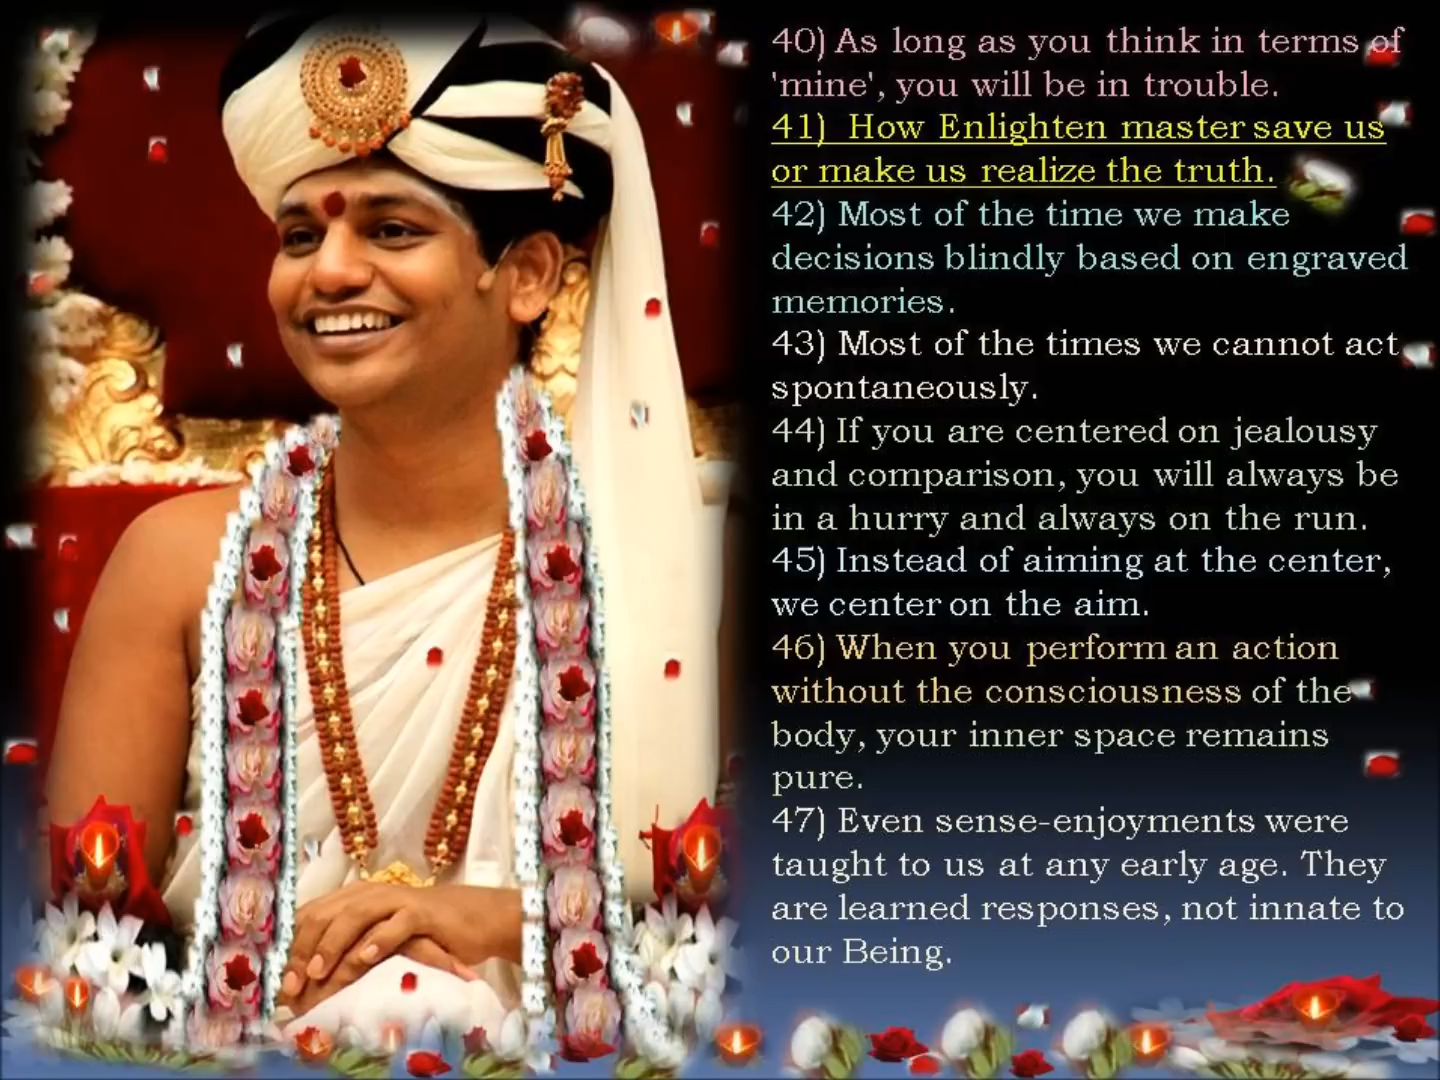 40) As long as you think in terms of
'mine', you will be in trouble.
41) How Enlighten master save us
or make us realize the truth.
42) Most of the time we make
decisions blindly based on engraved
memories.
43) Most of the times we cannot act
spontaneously.
44) If you are centered on jealousy
and comparison, you will always be
in a hurry and always on the run.
45) Instead of aiming at the center,
we center on the aim.
46) When you perform an action
without the consciousness of the
body, your inner space remains
pure.
47) Even sense-enjoyments were
taught to us at any early age. They
are learned responses, not innate to
our Being.